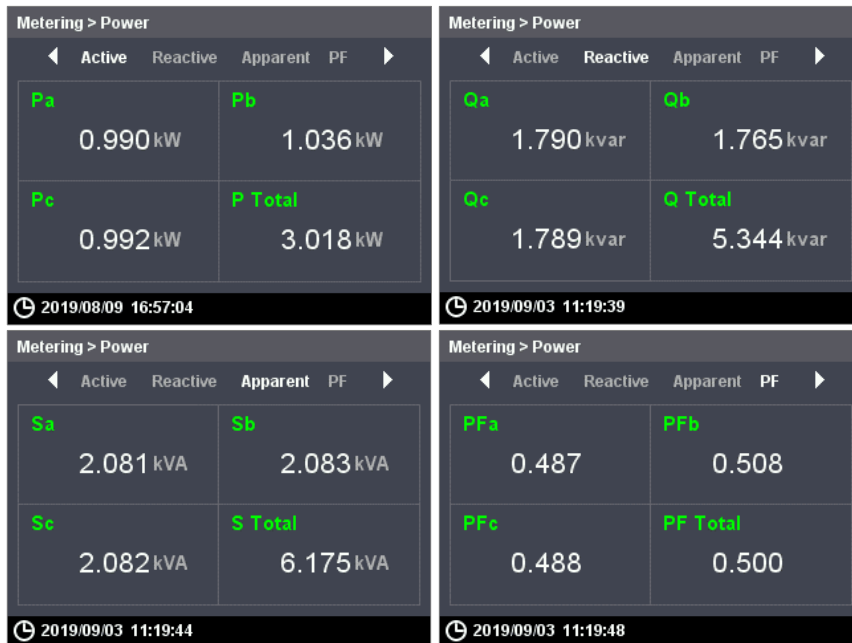 Metering > Power
Active Reactive Apparent PF
Pa Pb
0.990 kW 1.036 kW
Pc P Total
0.992 kW 3.018 kW
2019/08/09 16:57:04
Metering > Power
Active Reactive Apparent PF
Qa Qb
1.790 kvar 1.765 kvar
Qc Q Total
1.789 kvar 5.344 kvar
2019/09/03 11:19:39
Metering > Power
Active Reactive Apparent PF
Sa Sb
2.081 kVA 2.083 kVA
Sc S Total
2.082 kVA 6.175 kVA
2019/09/03 11:19:44
Metering > Power
Active Reactive Apparent PF
PFa PFb
0.487 0.508
PFc PF Total
0.488 0.500
2019/09/03 11:19:48